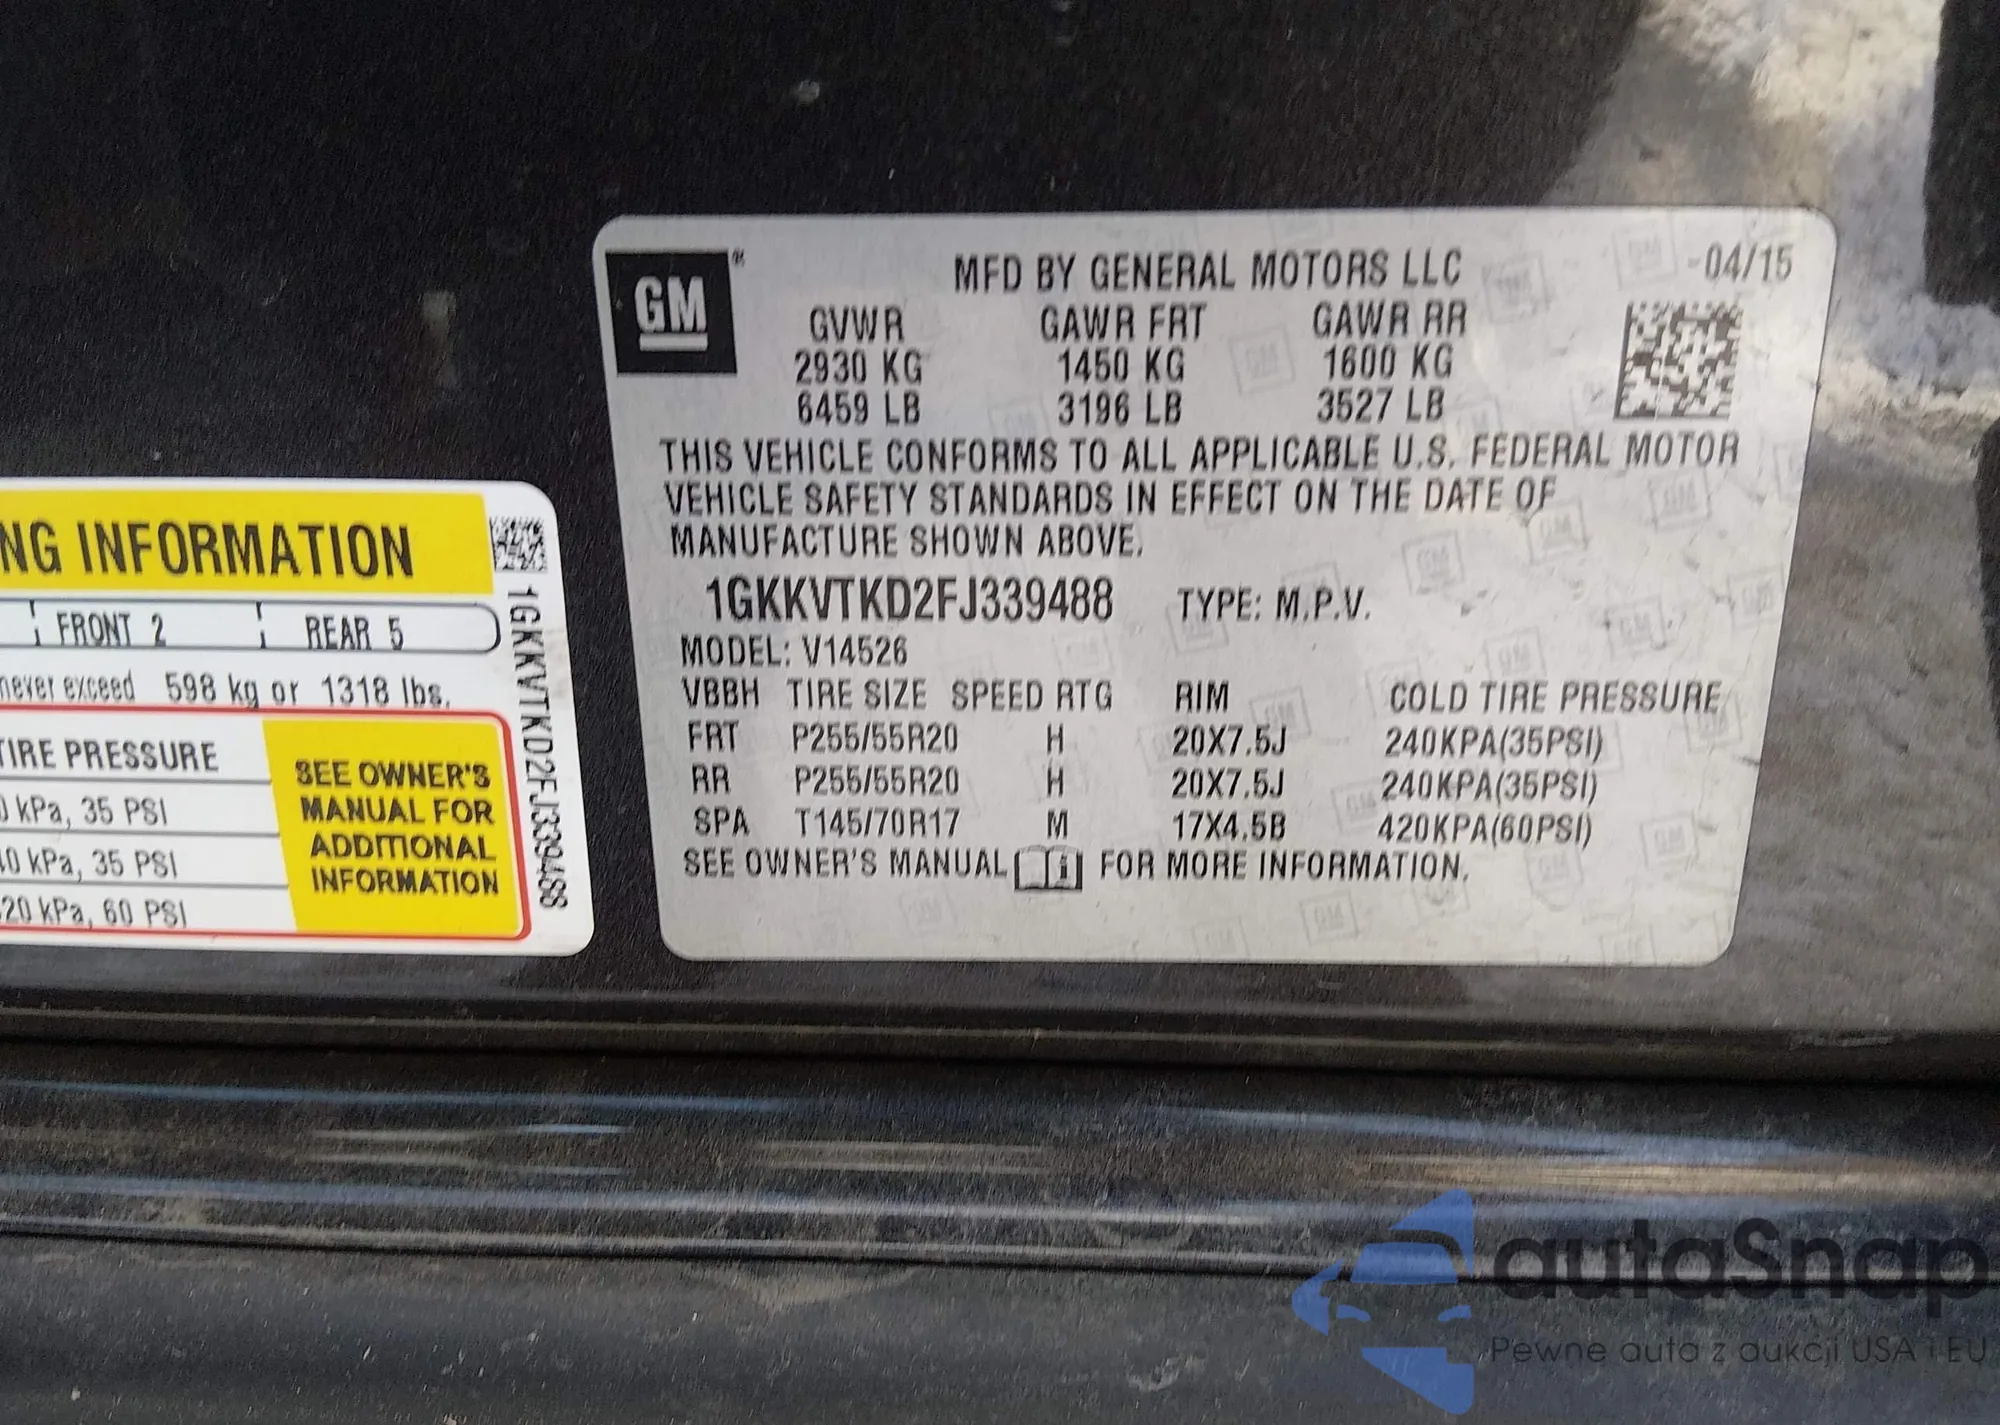 NG INFORMATION
FRONT 2 REAR 5
never exceed 598 kg or 1318 lbs.
TIRE PRESSURE
kPa, 35 PSI
kPa, 35 PSI
20 kPa, 60 PSI
SEE OWNER'S
MANUAL FOR
ADDITIONAL
INFORMATION
1GKKVTKD2FJ339488
GM
MFD BY GENERAL MOTORS LLC 04/15
GVWR GAWR FRT GAWR RR
2930 KG 1450 KG 1600 KG
6459 LB 3196 LB 3527 LB
THIS VEHICLE CONFORMS TO ALL APPLICABLE U.S. FEDERAL MOTOR
VEHICLE SAFETY STANDARDS IN EFFECT ON THE DATE OF
MANUFACTURE SHOWN ABOVE.
1GKKVTKD2FJ339488 TYPE: M.P.V.
MODEL: V14526
VBBH TIRE SIZE SPEED RTG RIM COLD TIRE PRESSURE
FRT P255/55R20 H 20X7.5J 240KPA(35PSI)
RR P255/55R20 H 20X7.5J 240KPA(35PSI)
SPA T145/70R17 M 17X4.5B 420KPA(60PSI)
SEE OWNER'S MANUAL FOR MORE INFORMATION.
autaSnap
Pewne auta z aukcji USA i EU